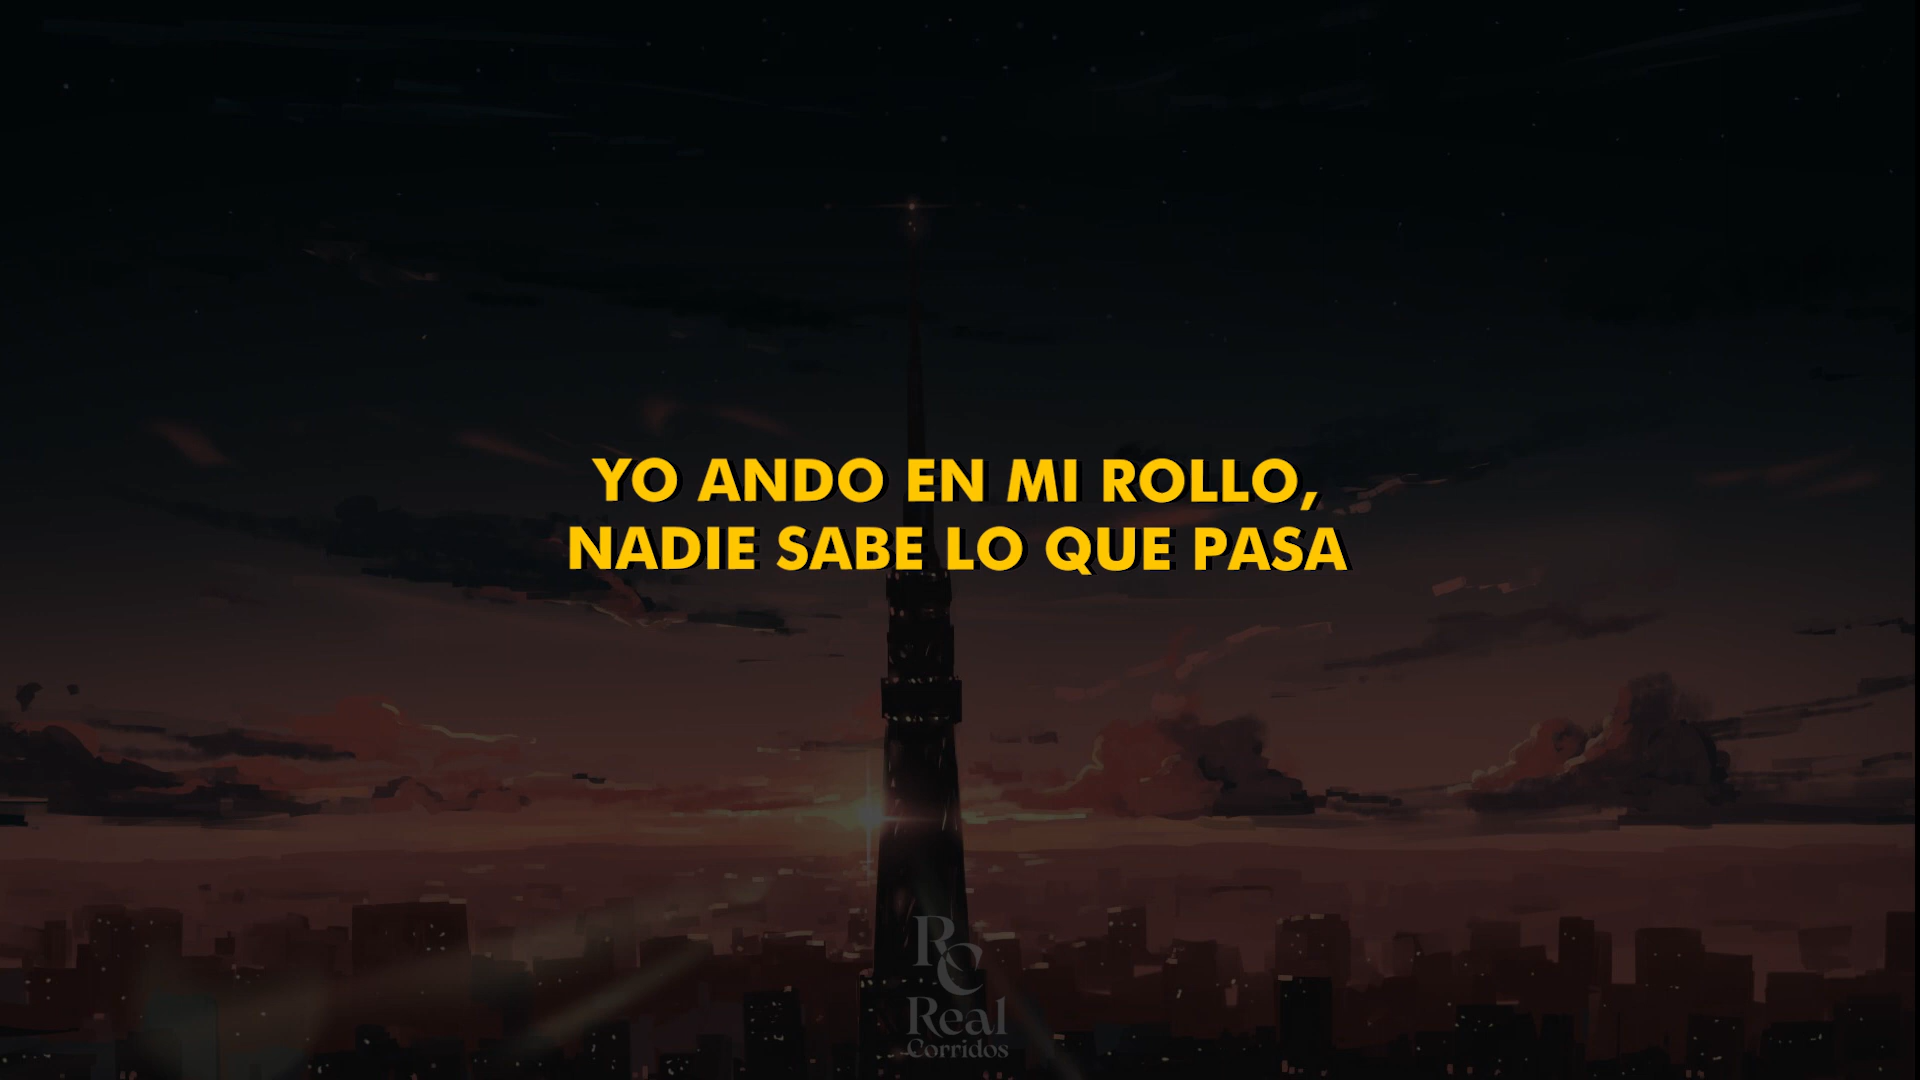 YO ANDO EN MI ROLLO,
NADIE SABE LO QUE PASA
RC
Real
Corridos